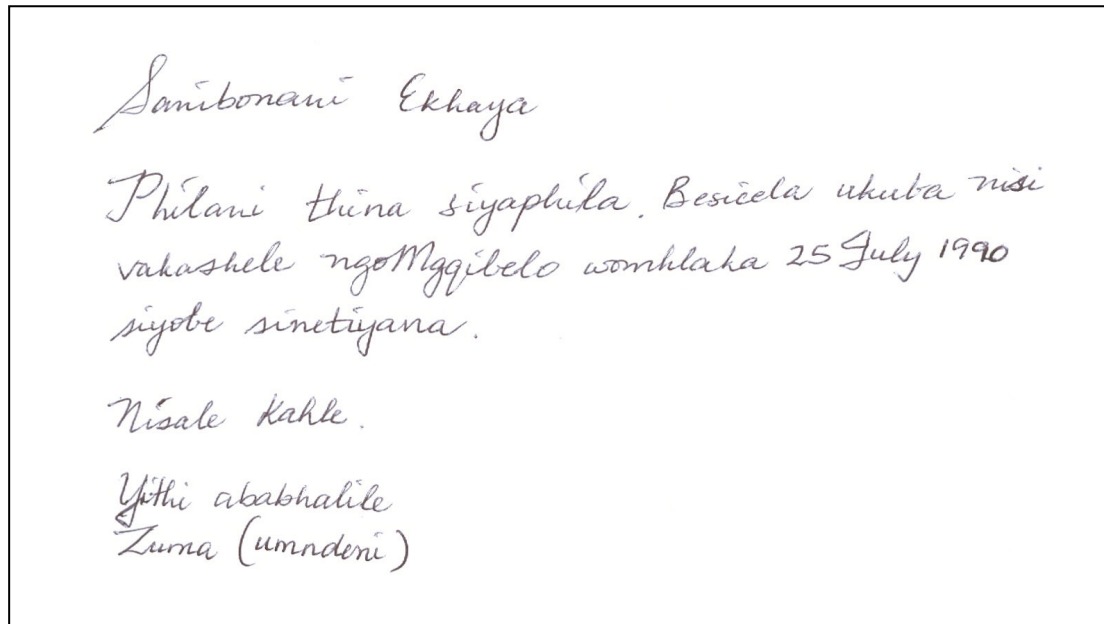 Sanibonani Ekhaya
Philani thina siyaphila. Besicela ukuba nisi
vakashele ngoMgqibelo womhlaka 25 July 1990
siyobe sinetiyana.
Nisale Kahle.
Yithi ababhalile
Zuma (umndeni)